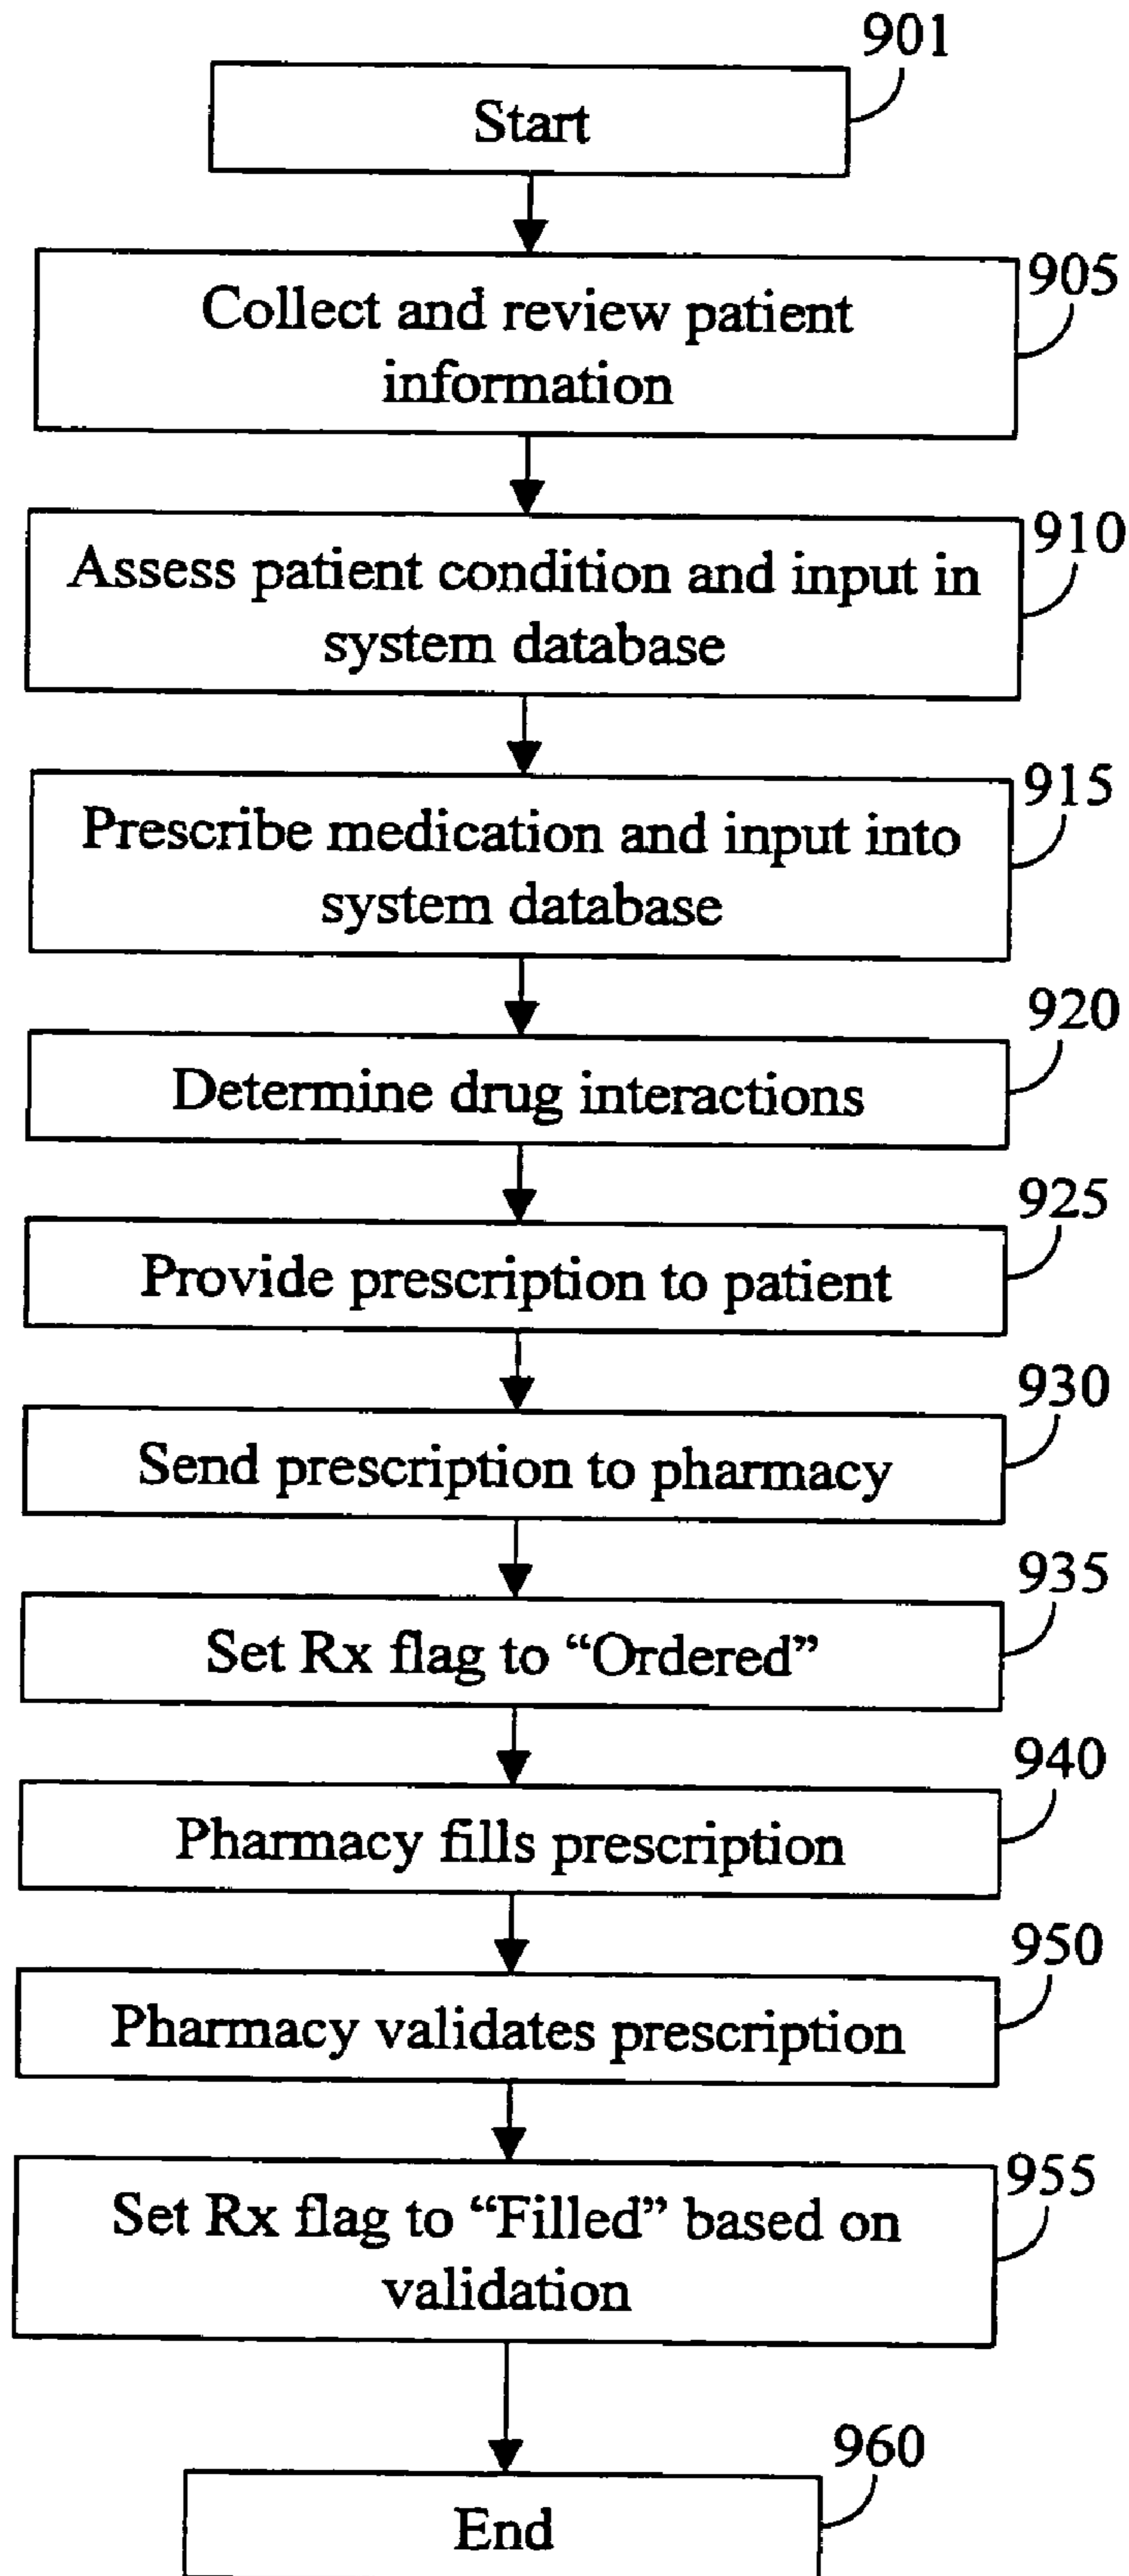 901
Start
905
Collect and review patient
information
910
Assess patient condition and input in
system database
915
Prescribe medication and input into
system database
920
Determine drug interactions
925
Provide prescription to patient
930
Send prescription to pharmacy
935
Set Rx flag to “Ordered”
940
Pharmacy fills prescription
950
Pharmacy validates prescription
955
Set Rx flag to “Filled” based on
validation
960
End